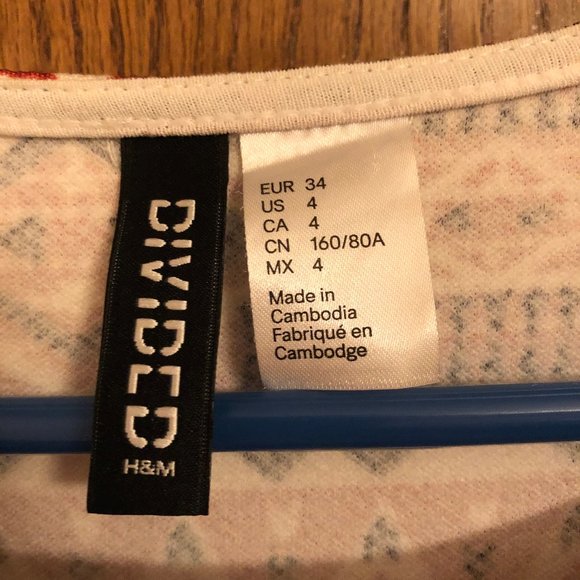 DIVIDED
H&M
EUR 34
US 4
CA 4
CN 160/80A
MX 4
Made in
Cambodia
Fabriqué en
Cambodge